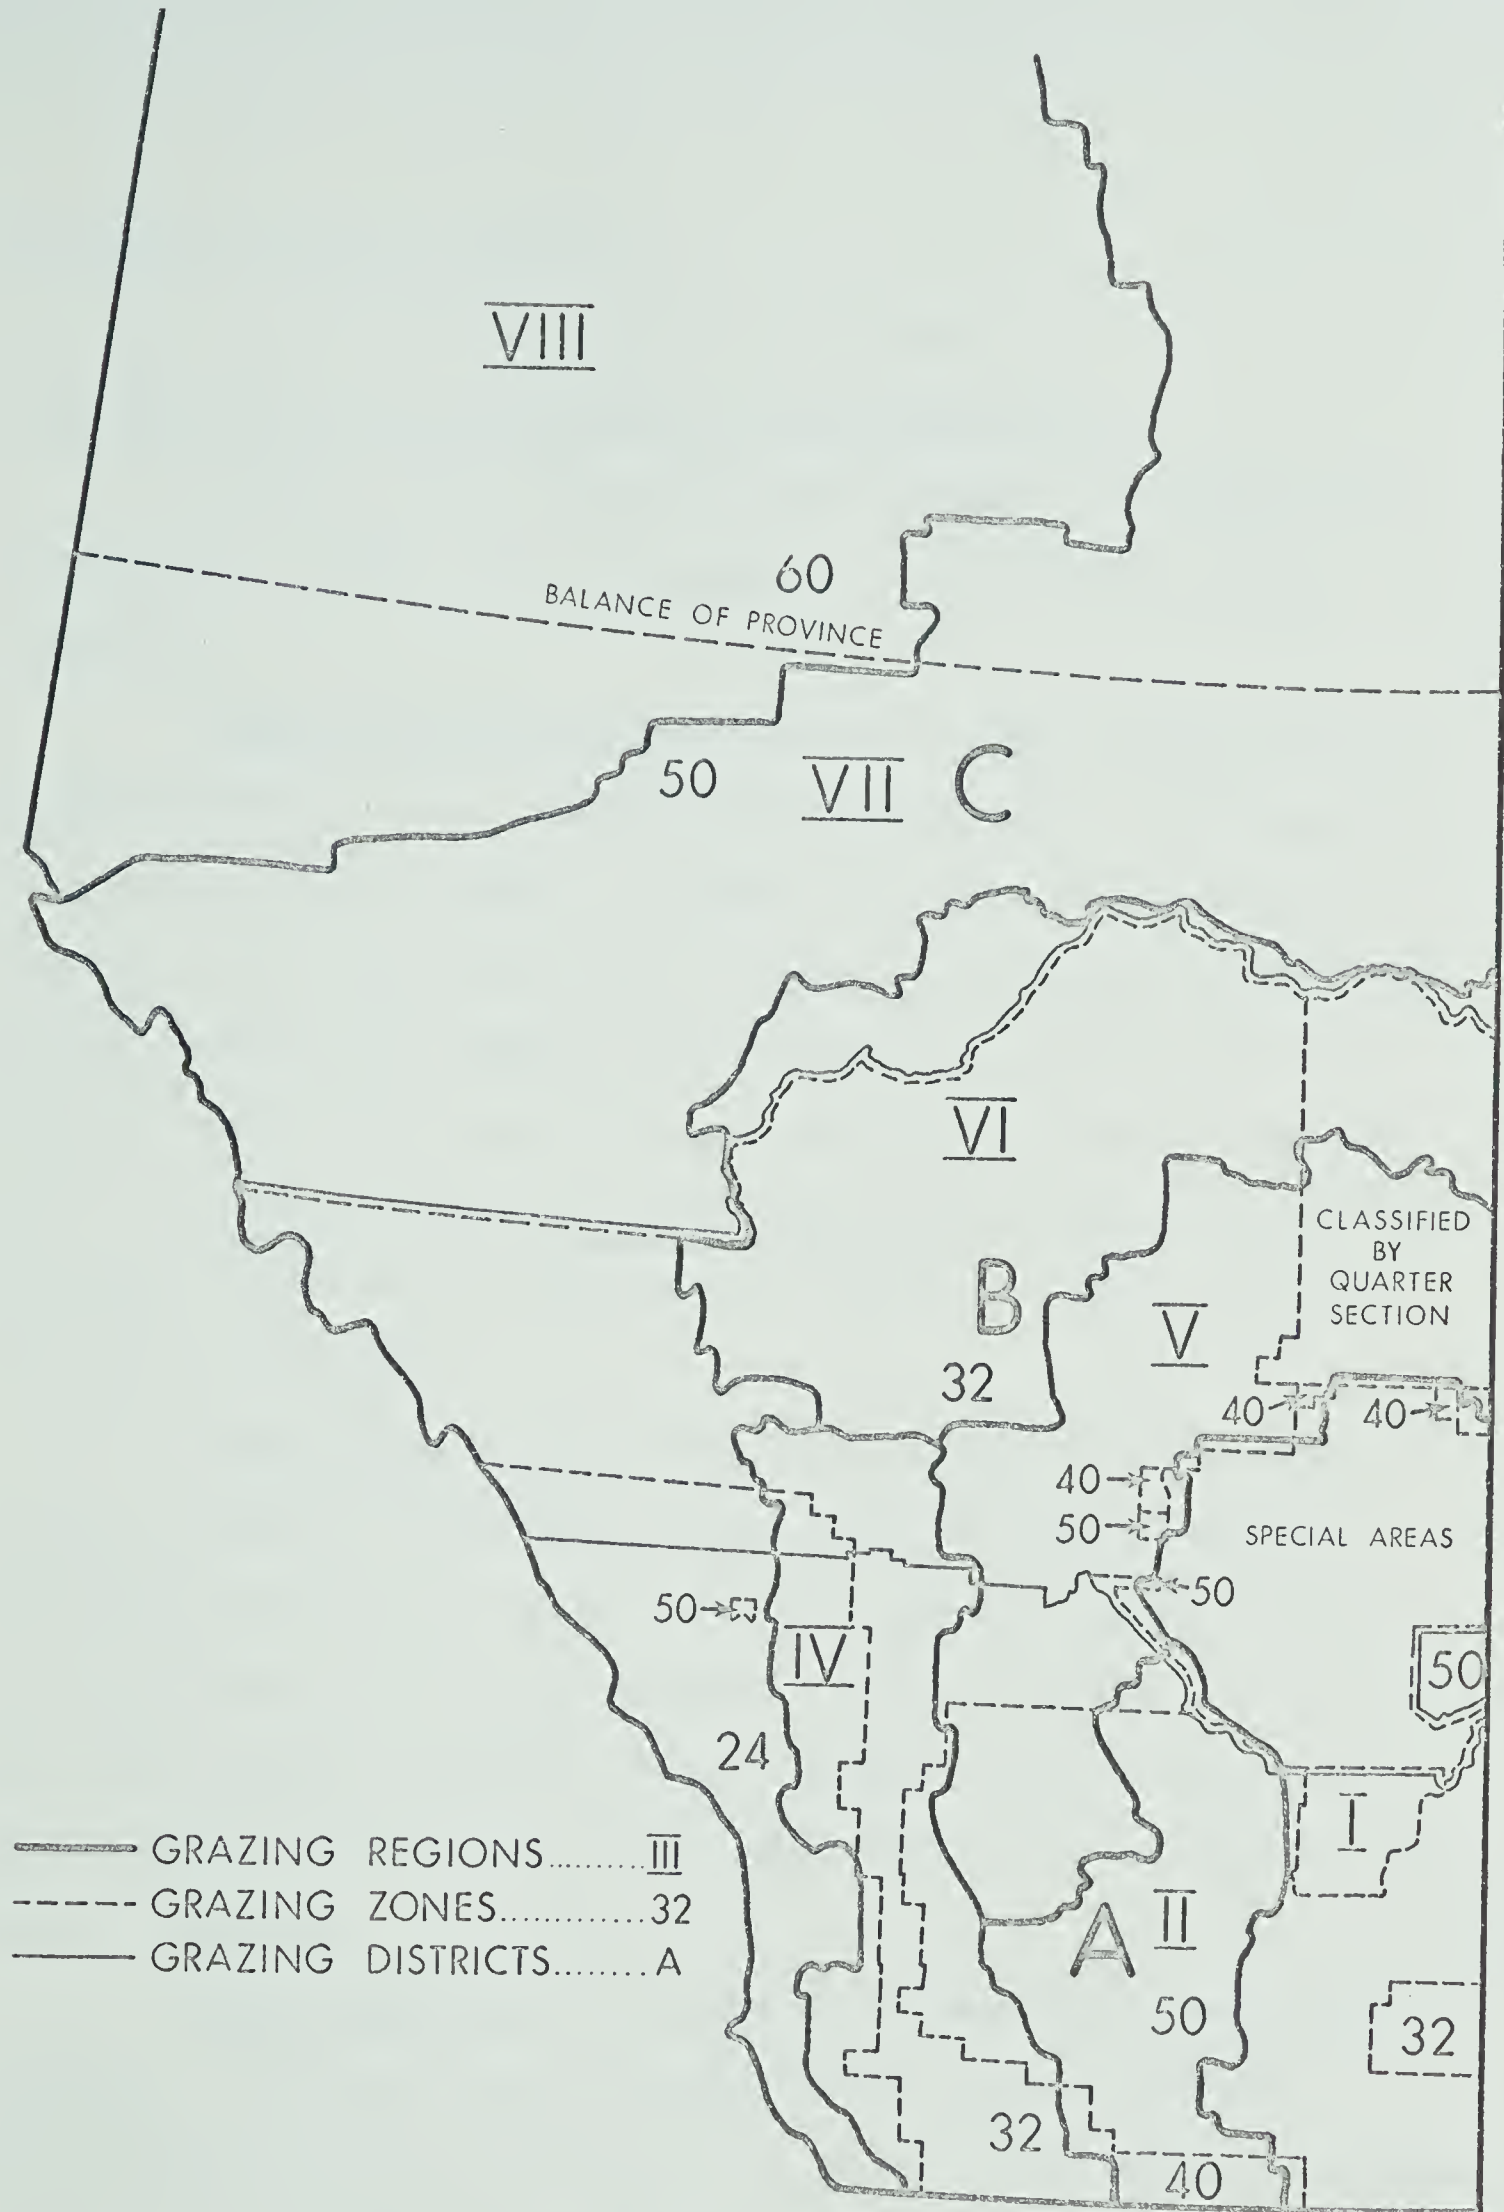 VIII
60
BALANCE OF PROVINCE
50 VII C
VI
CLASSIFIED
BY
QUARTER
SECTION
B
V
32
40 40
40
50
SPECIAL AREAS
50
50
IV
50
24
I
GRAZING REGIONS..........III
GRAZING ZONES.............32
GRAZING DISTRICTS........A
A II
50
32
32
40